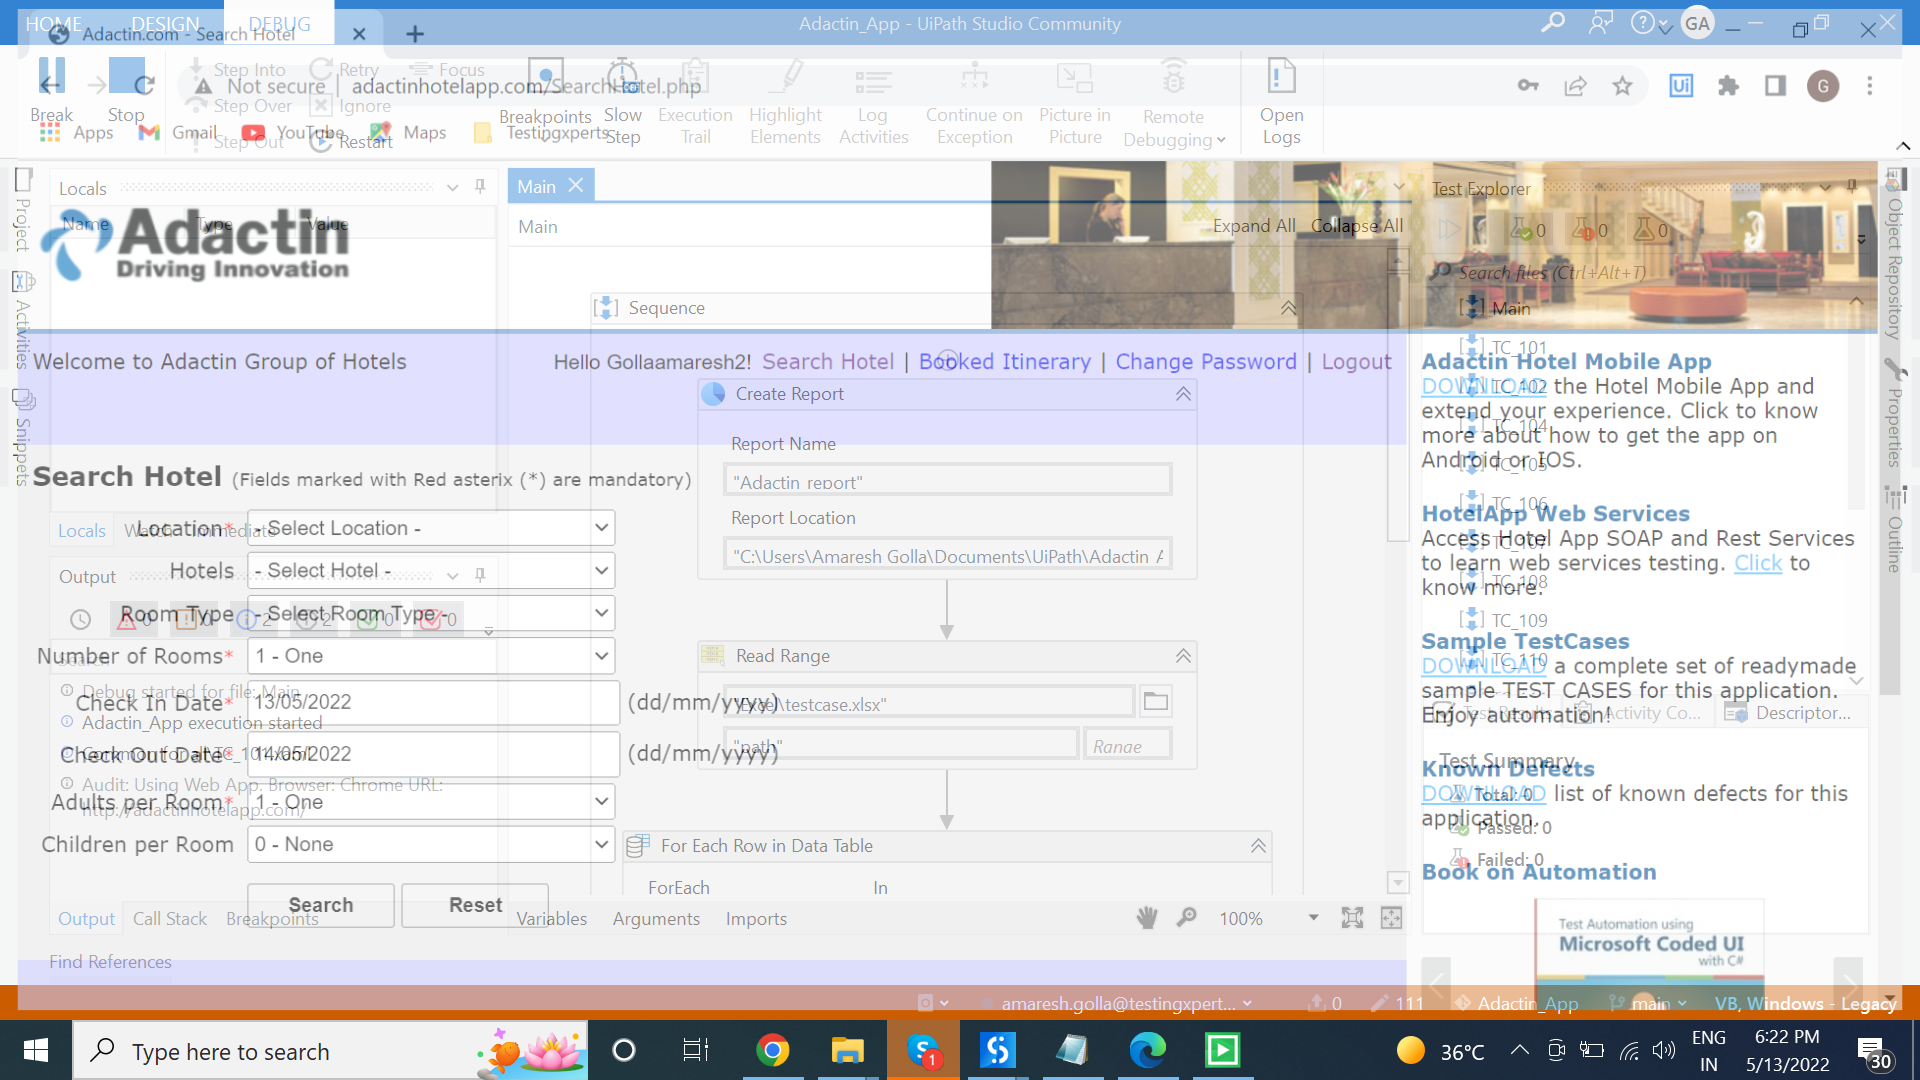 HOME DESIGN DEBUG
Adactin_App - UiPath Studio Community
GA
Adactin.com - Search Hotel
Step Into
Retry
Focus
Not secure
adactinhotelapp.com/SearchHotel.php
Step Over
Ignore
Step Out
Restart
Break
Stop
Breakpoints
Slow Step
Execution Trail
Highlight Elements
Log Activities
Continue on Exception
Picture in Picture
Remote Debugging
Open Logs
Ui
G
Apps
Gmail
YouTube
Maps
Testingxperts
Locals
Name Type Value
Adactin
Driving Innovation
Main
Main
Expand All Collapse All
Sequence
Test Explorer
0 0 0
Search files (Ctrl+Alt+T)
Main
TC_101
TC_102
TC_104
TC_105
TC_106
TC_107
TC_108
TC_109
TC_110
Project
Activities
Snippets
Object Repository
Properties
Outline
Welcome to Adactin Group of Hotels
Hello Gollaamaresh2! Search Hotel | Booked Itinerary | Change Password | Logout
Create Report
Report Name
"Adactin_report"
Report Location
"C:\Users\Amaresh Golla\Documents\UiPath\Adactin_A
Read Range
"Excel\testcase.xlsx"
"path"
Range
For Each Row in Data Table
ForEach In
Search Hotel (Fields marked with Red asterix (*) are mandatory)
Location* - Select Location -
Hotels - Select Hotel -
Room Type - Select Room Type -
Number of Rooms* 1 - One
Check In Date* 13/05/2022 (dd/mm/yyyy)
Check Out Date* 14/05/2022 (dd/mm/yyyy)
Adults per Room* 1 - One
Children per Room 0 - None
Search Reset
Locals Watch Immediate
Output
0 0 2 2 0 0
Debug started for file: Main
Adactin_App execution started
Audit: Using Web App. Browser: Chrome URL:
http://adactinhotelapp.com/
Output Call Stack Breakpoints
Find References
Variables Arguments Imports
100%
Adactin Hotel Mobile App
DOWNLOAD the Hotel Mobile App and
extend your experience. Click to know
more about how to get the app on
Android or IOS.
HotelApp Web Services
Access Hotel App SOAP and Rest Services
to learn web services testing. Click to
know more.
Sample TestCases
DOWNLOAD a complete set of readymade
sample TEST CASES for this application.
Enjoy automation!
Test Results Activity Co... Descriptor...
Test Summary
Known Defects
DOWNLOAD list of known defects for this
application.
Total: 0
Passed: 0
Failed: 0
Book on Automation
Test Automation using
Microsoft Coded UI
with C#
amaresh.golla@testingxpert...
0
111
Adactin_App
main
VB, Windows - Legacy
Type here to search
1
36°C
ENG
IN
6:22 PM
5/13/2022
30